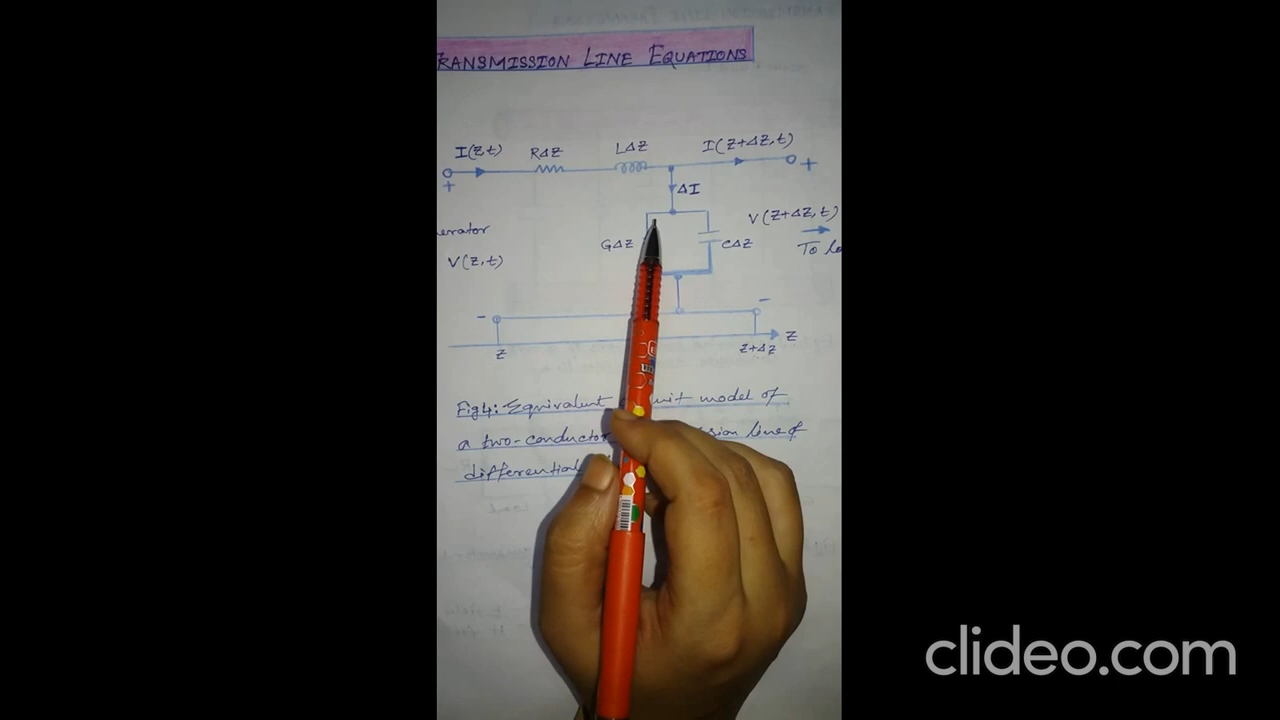 TRANSMISSION LINE EQUATIONS
I(Z,t) RΔZ LΔZ I(Z+ΔZ,t)
+ +
ΔI
V(Z+ΔZ,t)
GΔZ CΔZ
To
V(Z,t)
- -
Z Z+ΔZ Z
Fig4: Equivalent model of
a two-conductor line of
differential
clideo.com